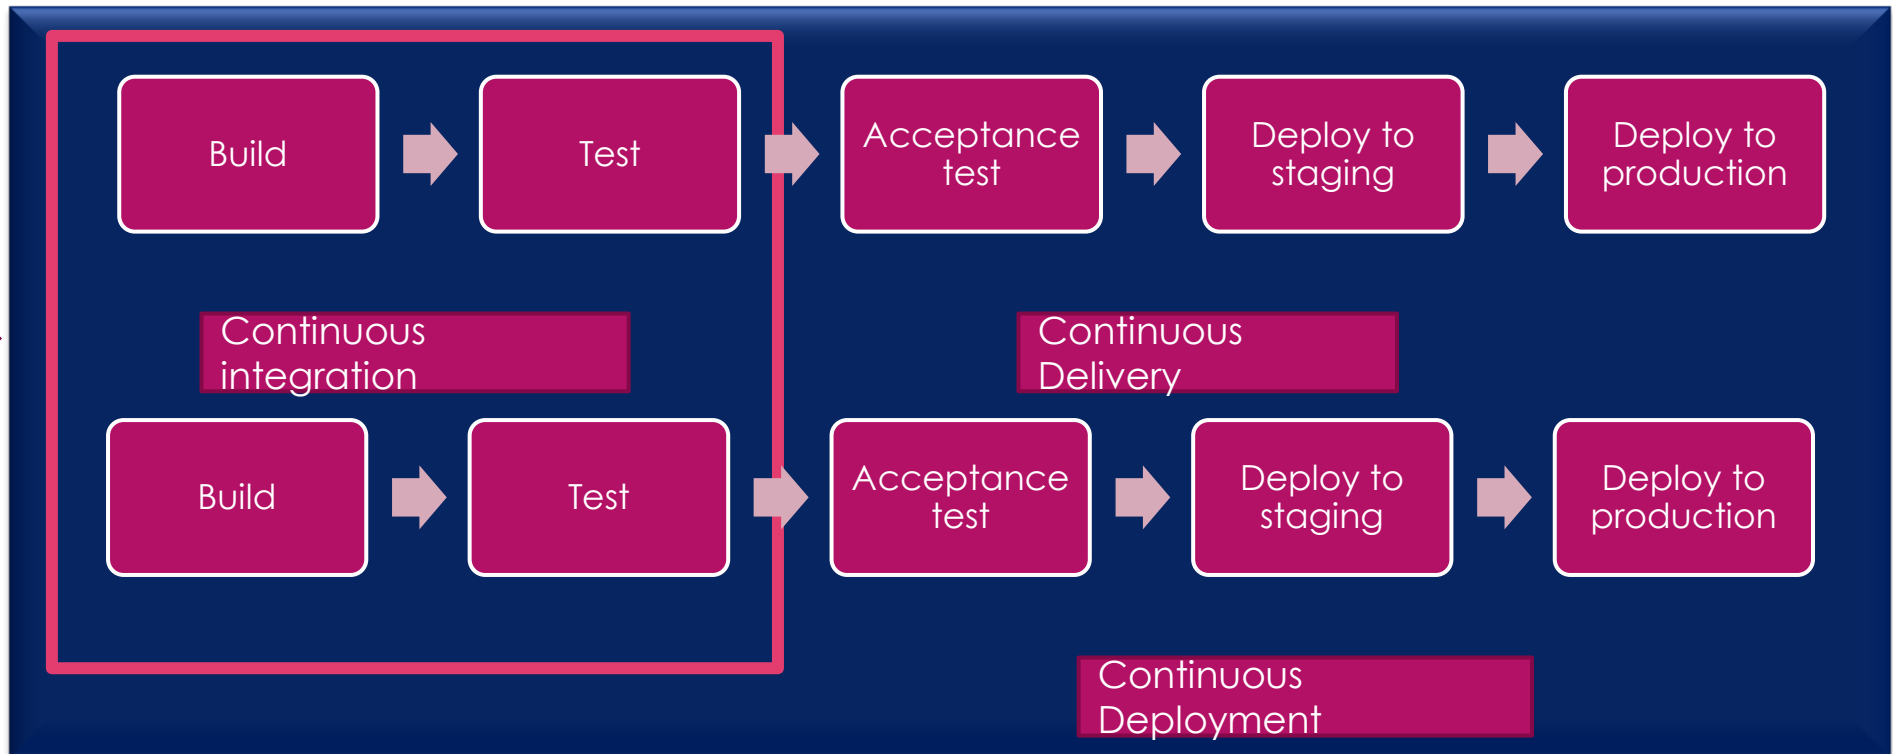 Build
Test
Acceptance
test
Deploy to
staging
Deploy to
production
Continuous
integration
Continuous
Delivery
Build
Test
Acceptance
test
Deploy to
staging
Deploy to
production
Continuous
Deployment